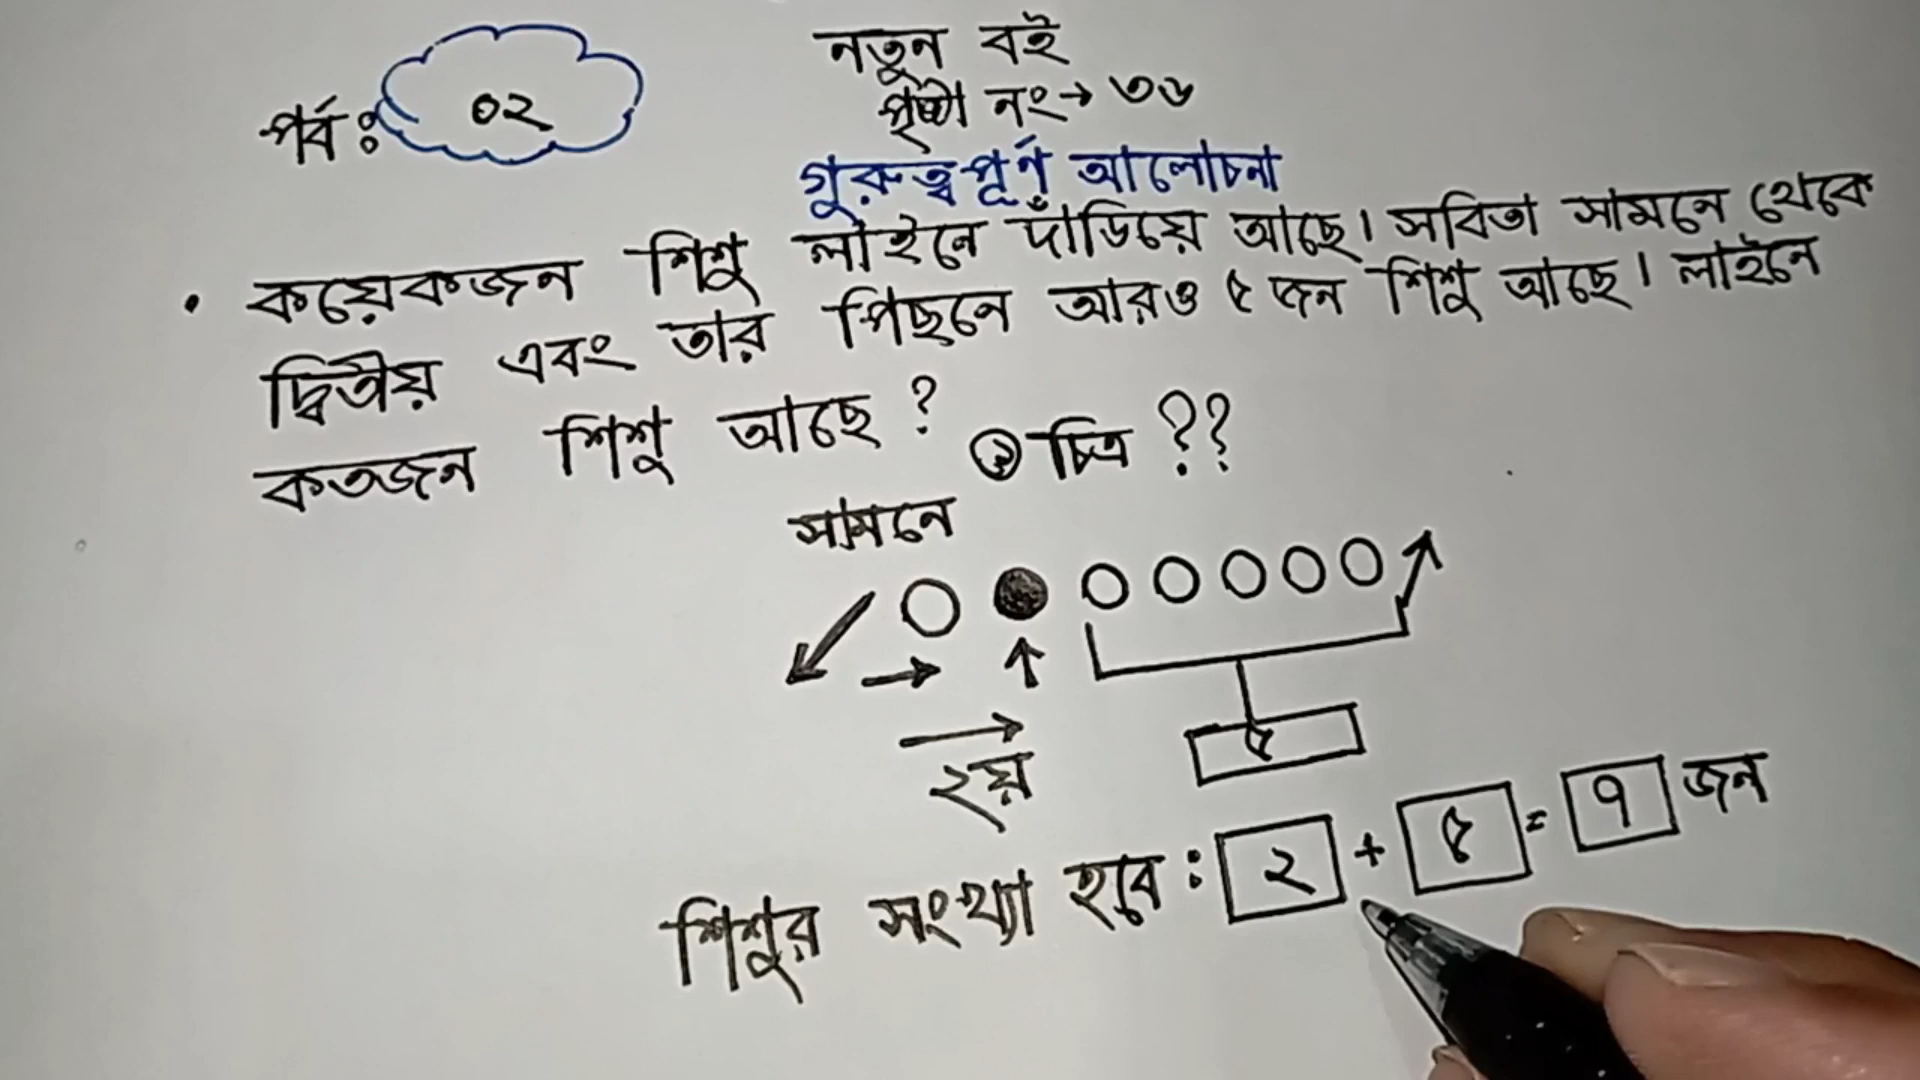 পর্ব: ০২
নতুন বই
পৃষ্ঠা নং→ ৩৬
গুরুত্বপূর্ণ আলোচনা
• কয়েকজন শিশু লাইনে দাঁড়িয়ে আছে। সবিতা সামনে থেকে
দ্বিতীয় এবং তার পিছনে আরও ৫ জন শিশু আছে। লাইনে
কতজন শিশু আছে ?
চিত্র ??
সামনে
২য়
৫
শিশুর সংখ্যা হবে : ২ + ৫ = ৭ জন